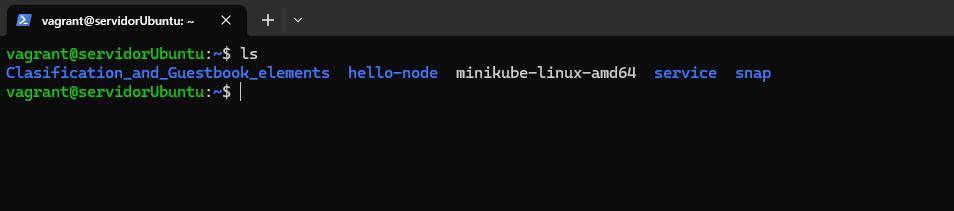 vagrant@servidorUbuntu: ~
vagrant@servidorUbuntu:~$ ls
Clasification_and_Guestbook_elements  hello-node  minikube-linux-amd64  service  snap
vagrant@servidorUbuntu:~$